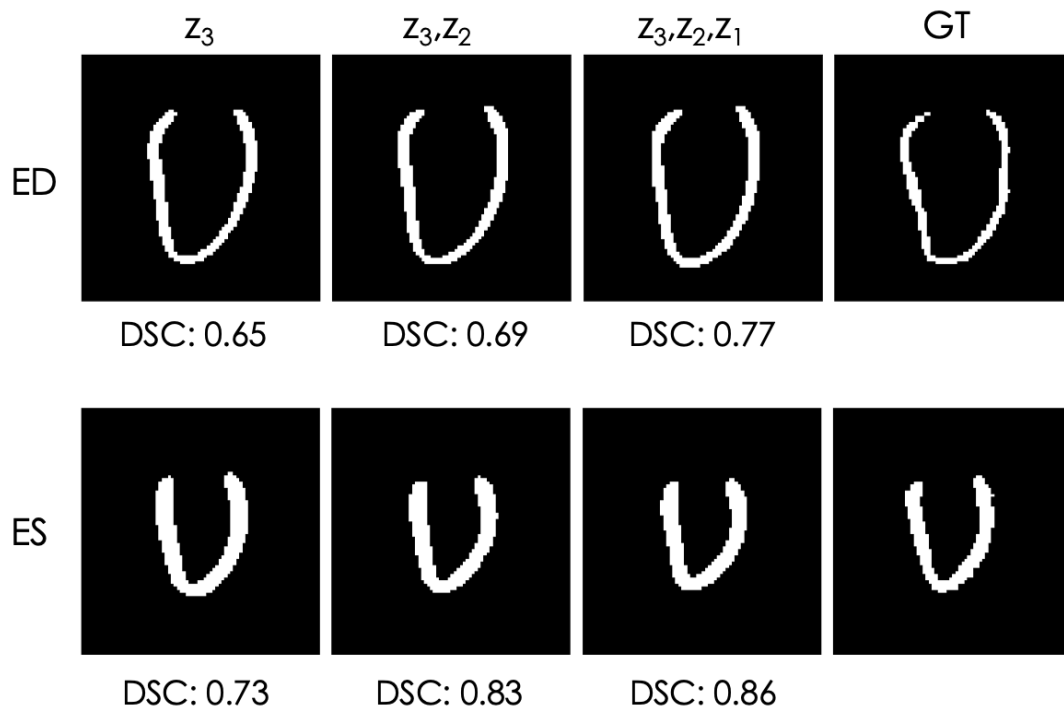 z₃ z₃,z₂ z₃,z₂,z₁ GT
ED
DSC: 0.65 DSC: 0.69 DSC: 0.77
ES
DSC: 0.73 DSC: 0.83 DSC: 0.86